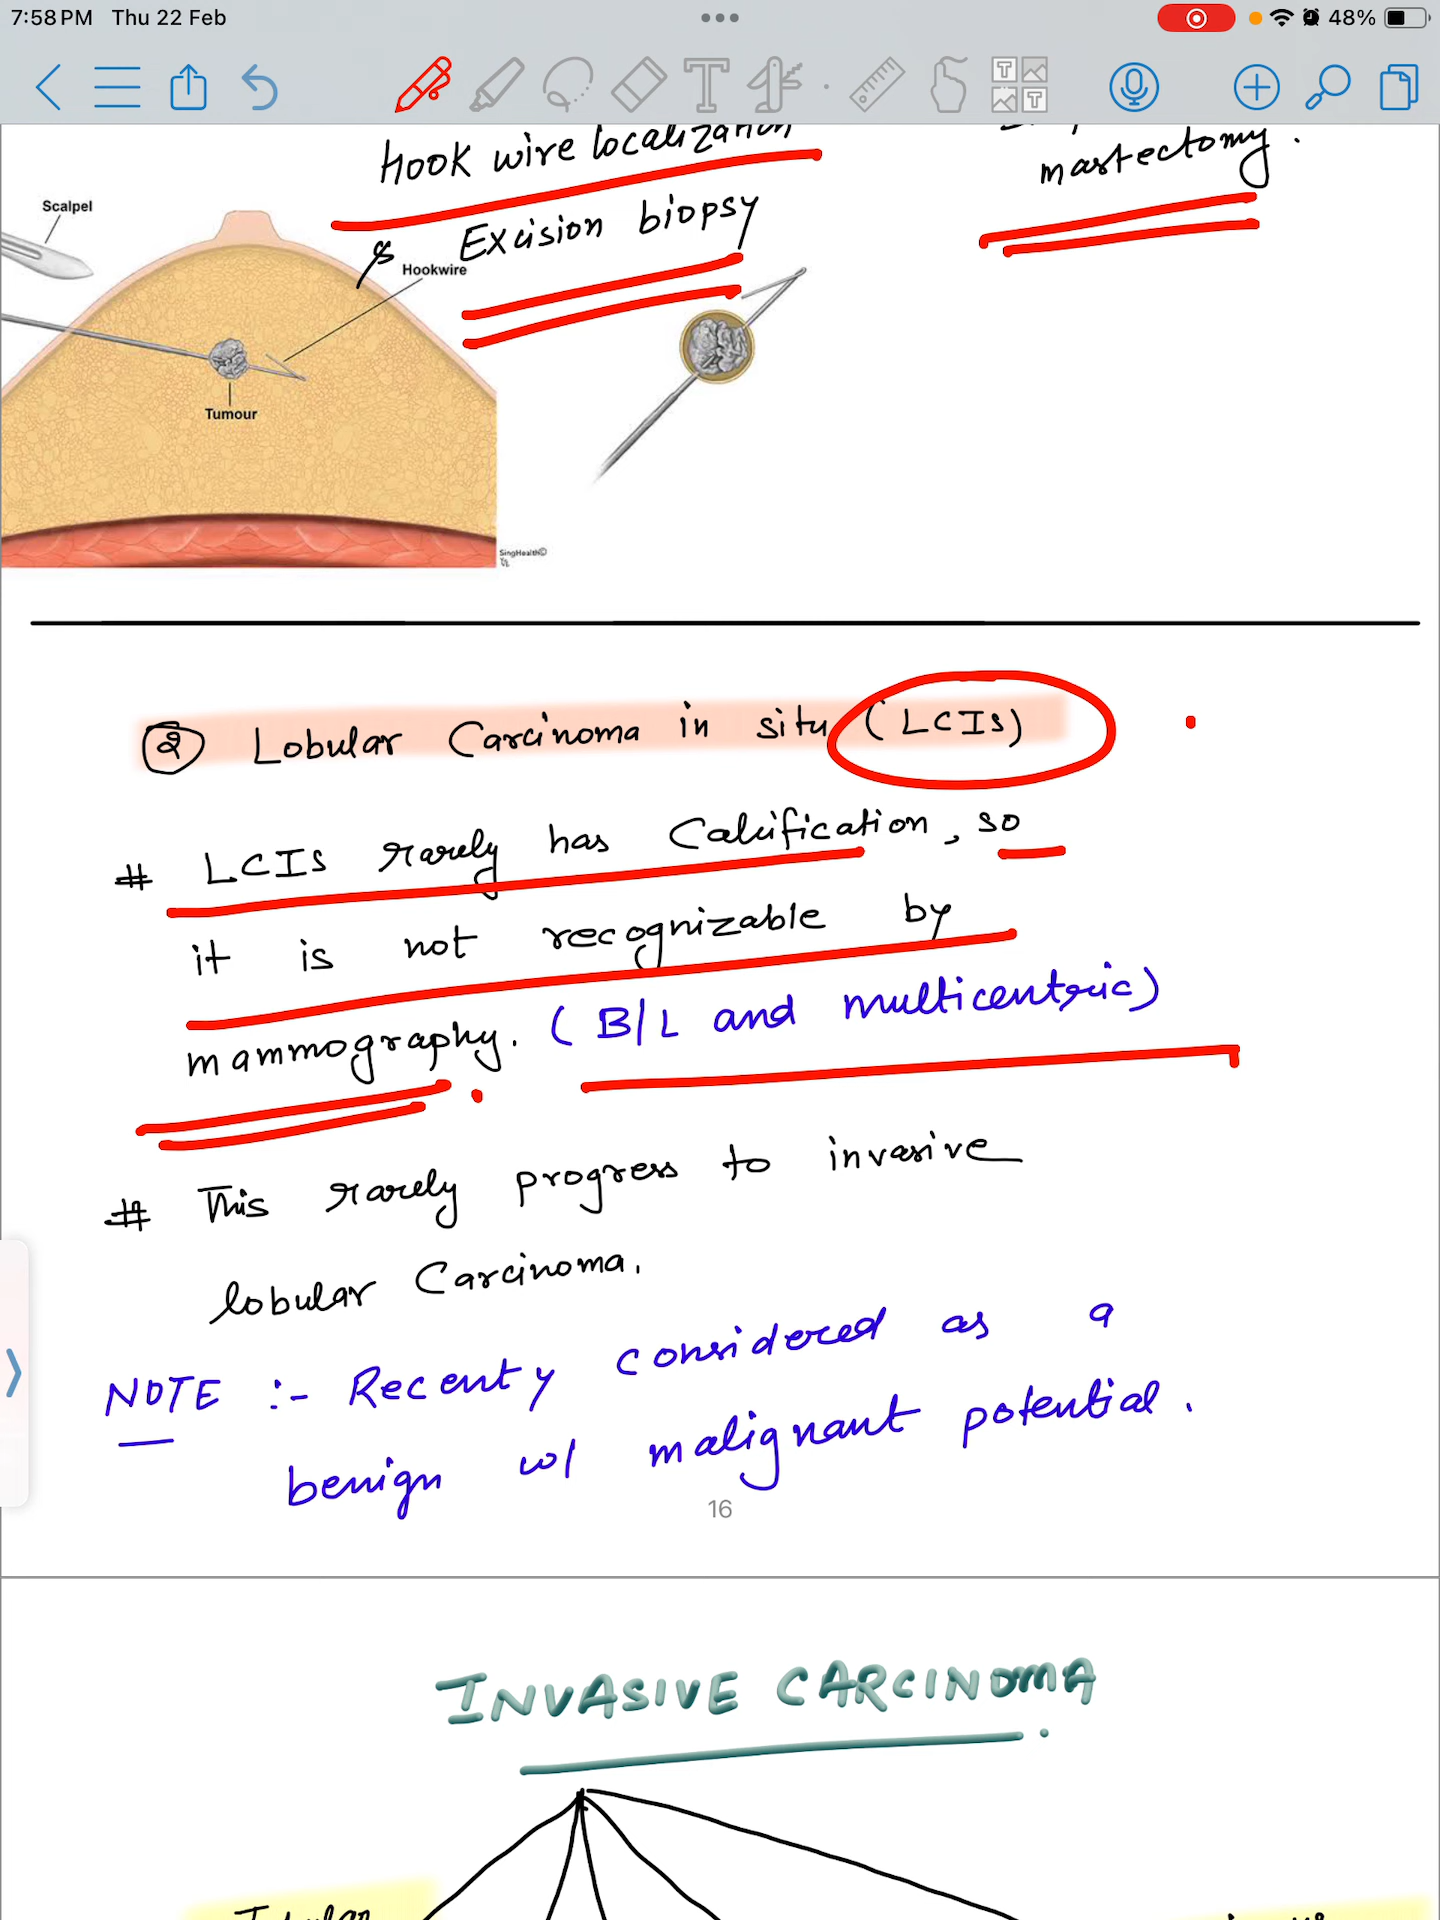 7:58 PM Thu 22 Feb
48%
Hook wire localization
mastectomy.
& Excision biopsy
Scalpel
Hookwire
Tumour
SingHealth©
② Lobular Carcinoma in situ (LCIS)
# LCIS rarely has Calcification, so
it is not recognizable by
mammography. (B/L and multicentric)
# This rarely progress to invasive
lobular Carcinoma.
NOTE :- Recenty considered as a
benign w/ malignant potential.
16
INVASIVE CARCINOMA